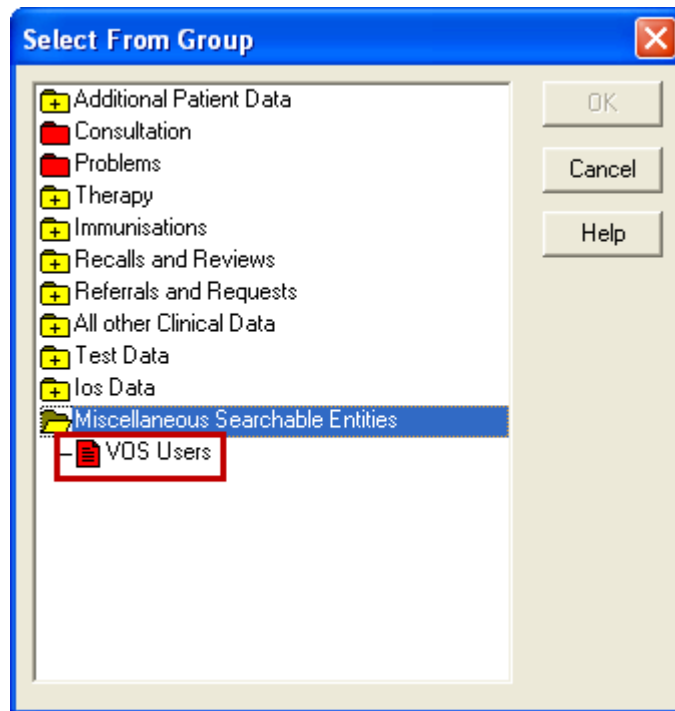 Select From Group
Additional Patient Data
Consultation
Problems
Therapy
Immunisations
Recalls and Reviews
Referrals and Requests
All other Clinical Data
Test Data
Ios Data
Miscellaneous Searchable Entities
VOS Users
OK
Cancel
Help